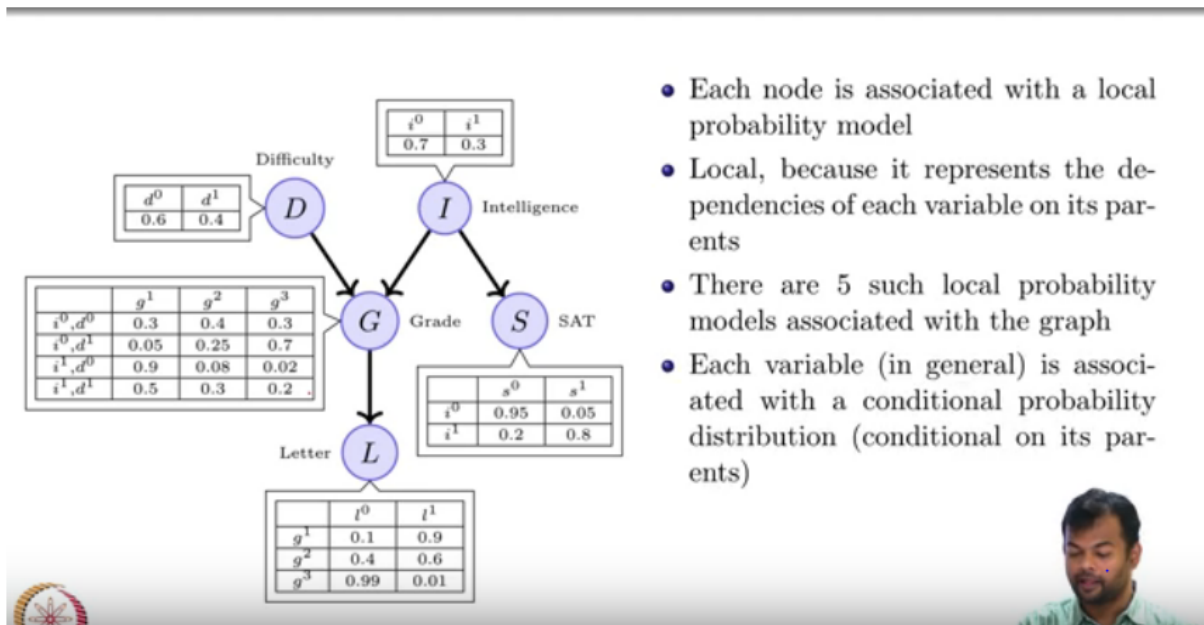 i⁰ i¹
0.7 0.3
Difficulty
d⁰ d¹
0.6 0.4
D
I
Intelligence
g¹ g² g³
i⁰,d⁰ 0.3 0.4 0.3
i⁰,d¹ 0.05 0.25 0.7
i¹,d⁰ 0.9 0.08 0.02
i¹,d¹ 0.5 0.3 0.2
G
Grade
S
SAT
s⁰ s¹
i⁰ 0.95 0.05
i¹ 0.2 0.8
Letter
L
l⁰ l¹
g¹ 0.1 0.9
g² 0.4 0.6
g³ 0.99 0.01
• Each node is associated with a local
probability model
• Local, because it represents the de-
pendencies of each variable on its par-
ents
• There are 5 such local probability
models associated with the graph
• Each variable (in general) is associ-
ated with a conditional probability
distribution (conditional on its par-
ents)